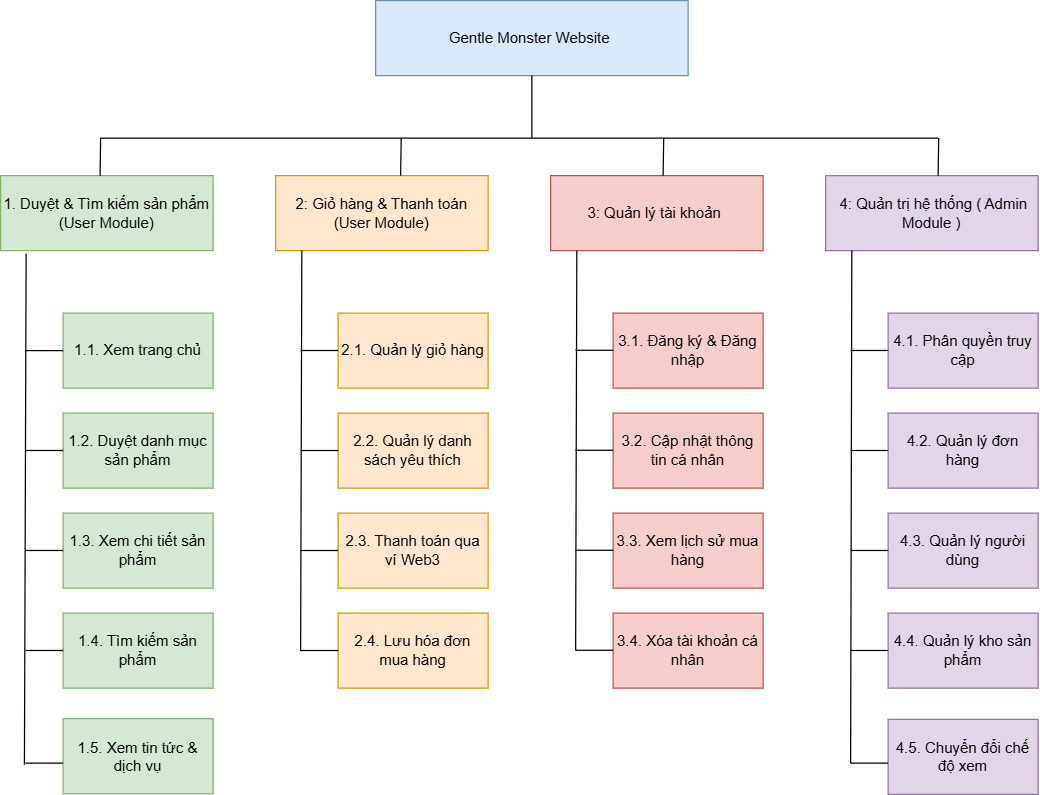 Gentle Monster Website
1. Duyệt & Tìm kiếm sản phẩm
(User Module)
2: Giỏ hàng & Thanh toán
(User Module)
3: Quản lý tài khoản
4: Quản trị hệ thống ( Admin
Module )
1.1. Xem trang chủ
1.2. Duyệt danh mục
sản phẩm
1.3. Xem chi tiết sản
phẩm
1.4. Tìm kiếm sản
phẩm
1.5. Xem tin tức &
dịch vụ
2.1. Quản lý giỏ hàng
2.2. Quản lý danh
sách yêu thích
2.3. Thanh toán qua
ví Web3
2.4. Lưu hóa đơn
mua hàng
3.1. Đăng ký & Đăng
nhập
3.2. Cập nhật thông
tin cá nhân
3.3. Xem lịch sử mua
hàng
3.4. Xóa tài khoản cá
nhân
4.1. Phân quyền truy
cập
4.2. Quản lý đơn
hàng
4.3. Quản lý người
dùng
4.4. Quản lý kho sản
phẩm
4.5. Chuyển đổi chế
độ xem